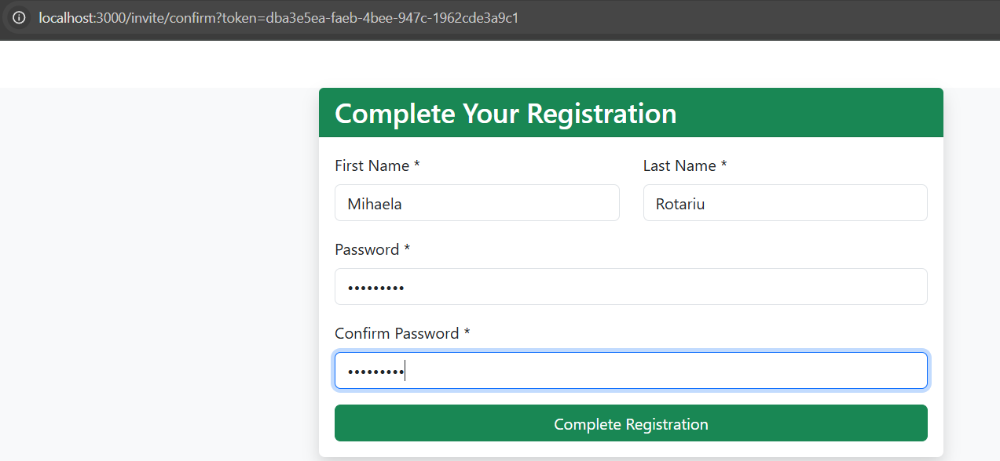 localhost:3000/invite/confirm?token=dba3e5ea-faeb-4bee-947c-1962cde3a9c1
Complete Your Registration
First Name * Last Name *
Mihaela Rotariu
Password *
•••••••••
Confirm Password *
•••••••••
Complete Registration